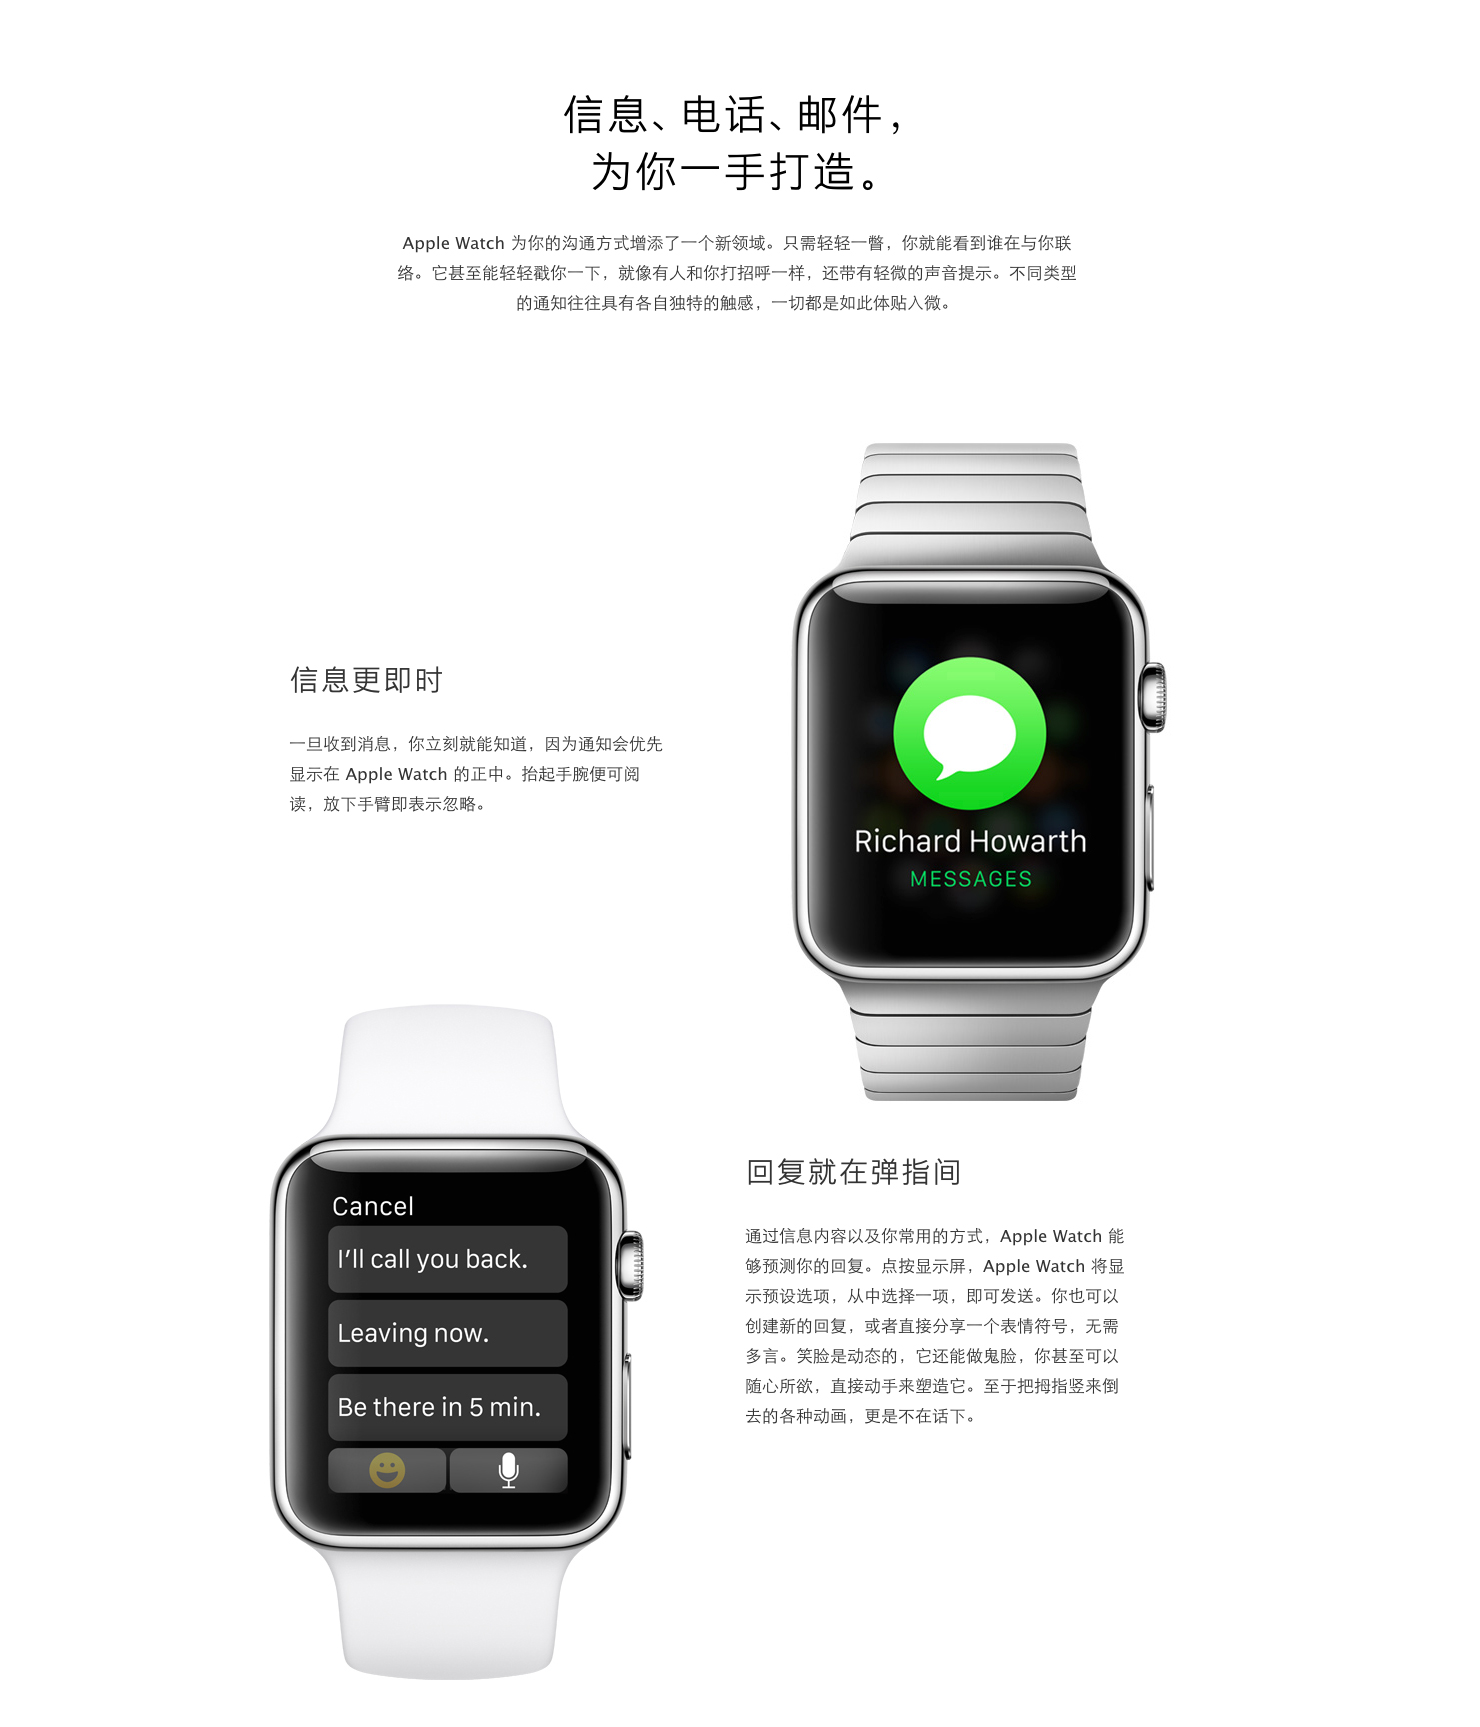 信息、电话、邮件，
为你一手打造。
Apple Watch 为你的沟通方式增添了一个新领域。只需轻轻一瞥，你就能看到谁在与你联
络。它甚至能轻轻戳你一下，就像有人和你打招呼一样，还带有轻微的声音提示。不同类型
的通知往往具有各自独特的触感，一切都是如此体贴入微。
信息更即时
一旦收到消息，你立刻就能知道，因为通知会优先
显示在 Apple Watch 的正中。抬起手腕便可阅
读，放下手臂即表示忽略。
Richard Howarth
MESSAGES
Cancel
I’ll call you back.
Leaving now.
Be there in 5 min.
回复就在弹指间
通过信息内容以及你常用的方式，Apple Watch 能
够预测你的回复。点按显示屏，Apple Watch 将显
示预设选项，从中选择一项，即可发送。你也可以
创建新的回复，或者直接分享一个表情符号，无需
多言。笑脸是动态的，它还能做鬼脸，你甚至可以
随心所欲，直接动手来塑造它。至于把拇指竖来倒
去的各种动画，更是不在话下。